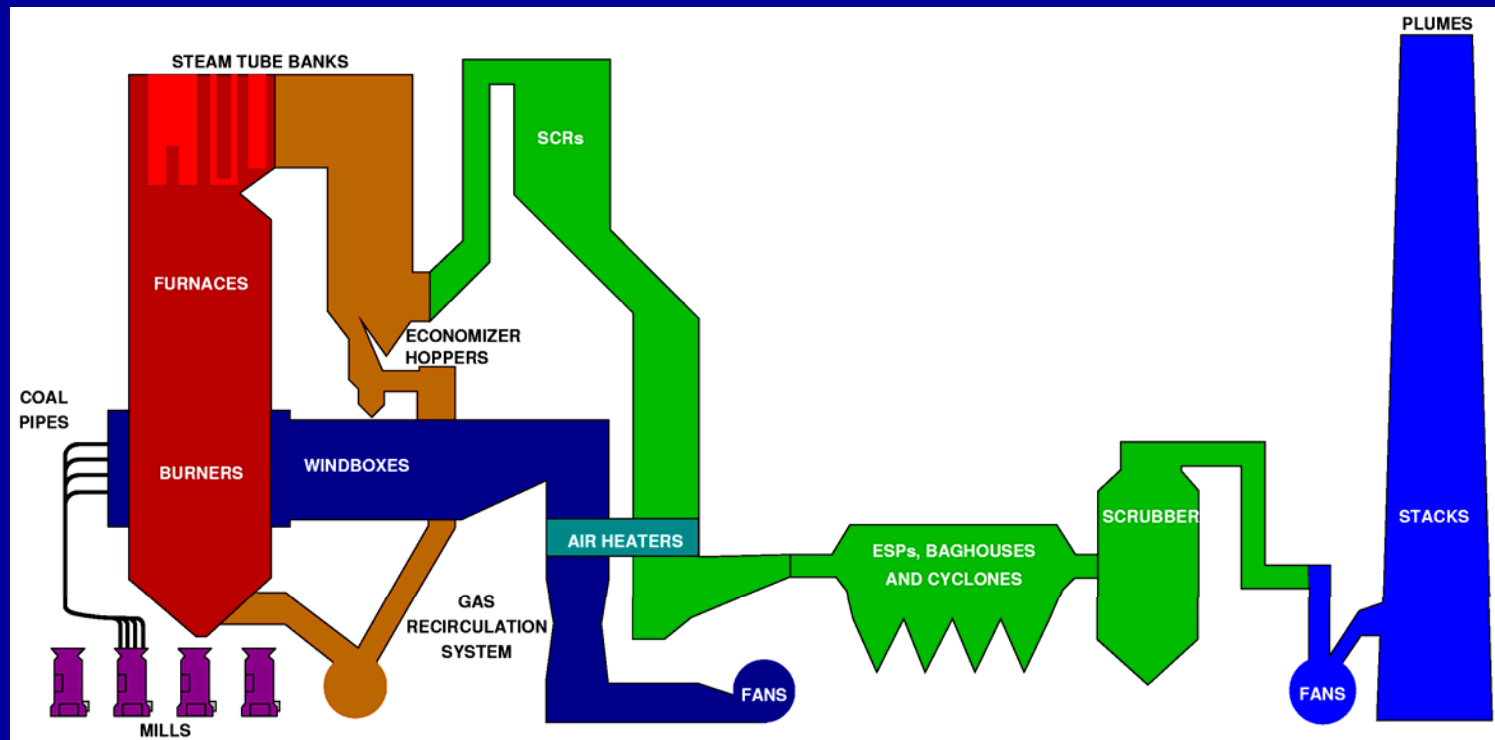 PLUMES
STEAM TUBE BANKS
SCRs
FURNACES
ECONOMIZER
HOPPERS
COAL
PIPES
BURNERS
WINDBOXES
AIR HEATERS
ESPs, BAGHOUSES
AND CYCLONES
SCRUBBER
STACKS
GAS
RECIRCULATION
SYSTEM
FANS
FANS
MILLS